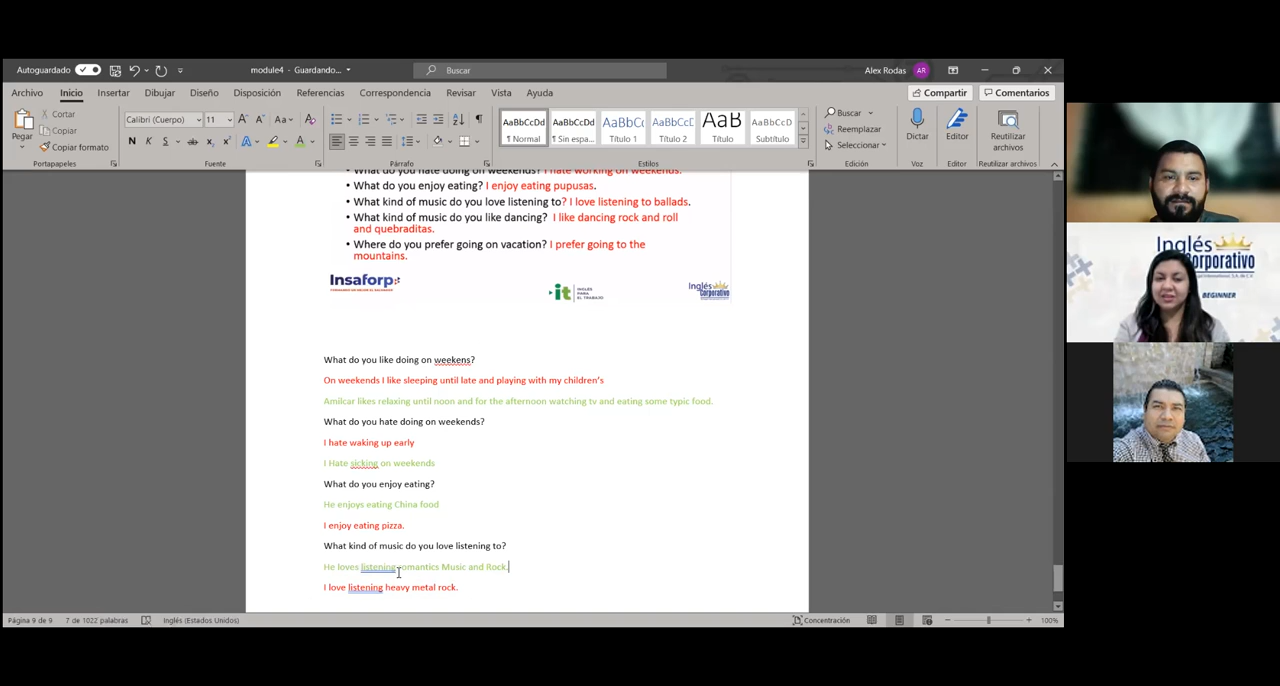 Autoguardado
module4 - Guardando...
Buscar
Alex Rodas
AR
Archivo Inicio Insertar Dibujar Diseño Disposición Referencias Correspondencia Revisar Vista Ayuda
Compartir Comentarios
Pegar
Cortar
Copiar
Copiar formato
Portapapeles
Calibri (Cuerpo) 11
N K S ab x₂ x²
Fuente
Párrafo
AaBbCcDd AaBbCcDd AaBbCc AaBbCcD AaB AaBbCcD
¶ Normal ¶ Sin espa... Título 1 Título 2 Título Subtítulo
Estilos
Buscar
Reemplazar
Seleccionar
Edición
Dictar
Voz
Editor
Editor
Reutilizar archivos
Reutilizar archivos
• What do you hate doing on weekends? I hate working on weekends.
• What do you enjoy eating? I enjoy eating pupusas.
• What kind of music do you love listening to? I love listening to ballads.
• What kind of music do you like dancing? I like dancing rock and roll
and quebraditas.
• Where do you prefer going on vacation? I prefer going to the
mountains.
Insaforp
it INGLÉS PARA EL TRABAJO
Inglés Corporativo
What do you like doing on weekens?
On weekends I like sleeping until late and playing with my children's
Amilcar likes relaxing until noon and for the afternoon watching tv and eating some typic food.
What do you hate doing on weekends?
I hate waking up early
I Hate sicking on weekends
What do you enjoy eating?
He enjoys eating China food
I enjoy eating pizza.
What kind of music do you love listening to?
He loves listening romantics Music and Rock.
I love listening heavy metal rock.
Página 9 de 9 7 de 1022 palabras Inglés (Estados Unidos) Concentración 100%
Inglés
Corporativo
BEGINNER